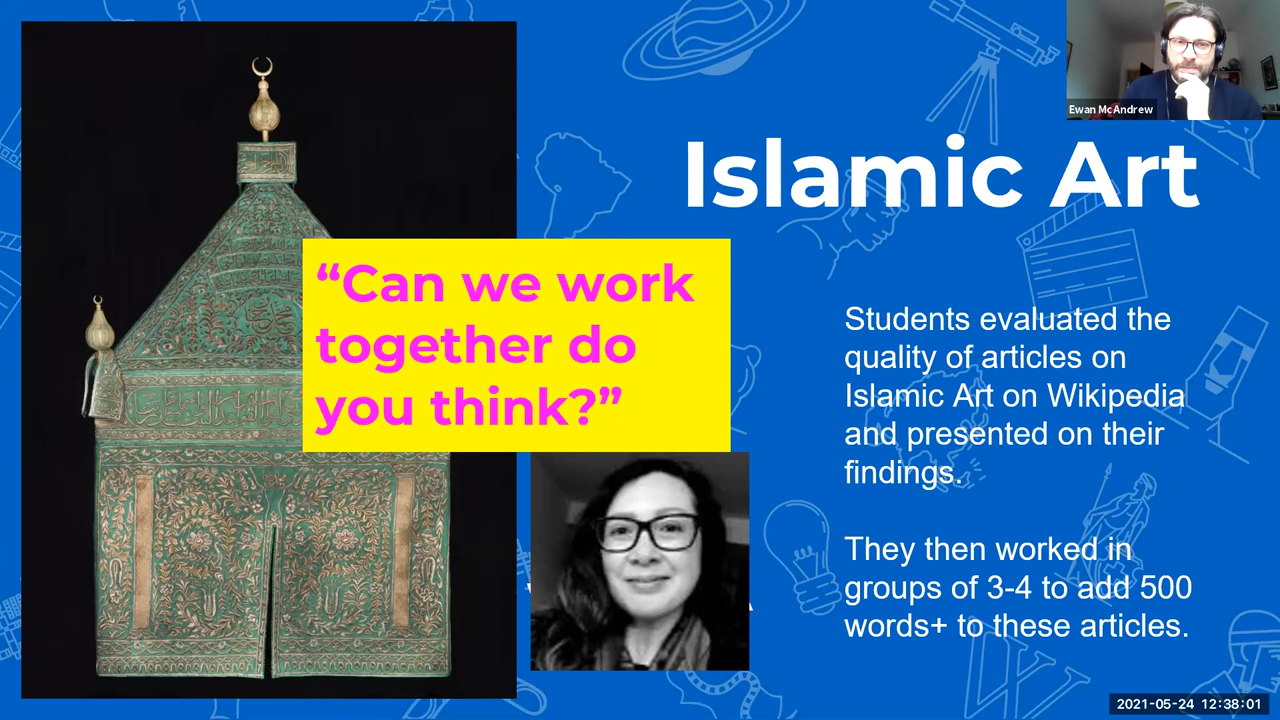 Ewan McAndrew
Islamic Art
“Can we work
together do
you think?”
Students evaluated the
quality of articles on
Islamic Art on Wikipedia
and presented on their
findings.
They then worked in
groups of 3-4 to add 500
words+ to these articles.
2021-05-24 12:38:01